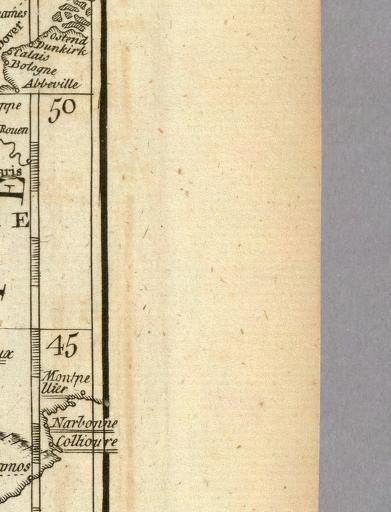 Ostend
Dunkirk
Calais
Bologne
Abbeville
50
Rouen
E
45
Montpe
llier
Narbonne
Colhoure